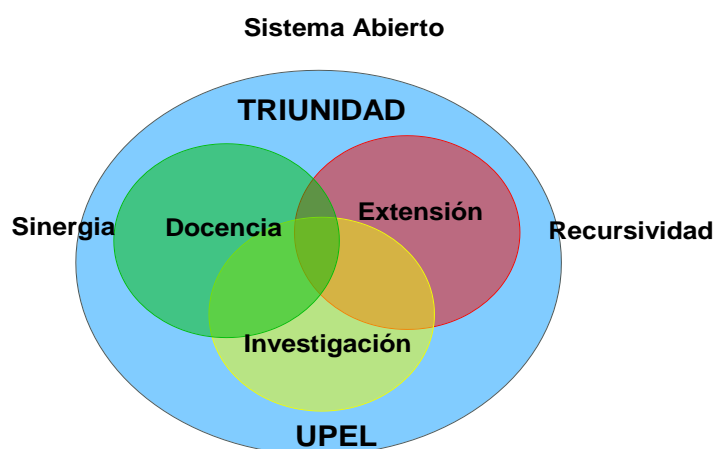 Sistema Abierto
TRIUNIDAD
Extensión
Sinergia
Docencia
Recursividad
Investigación
UPEL